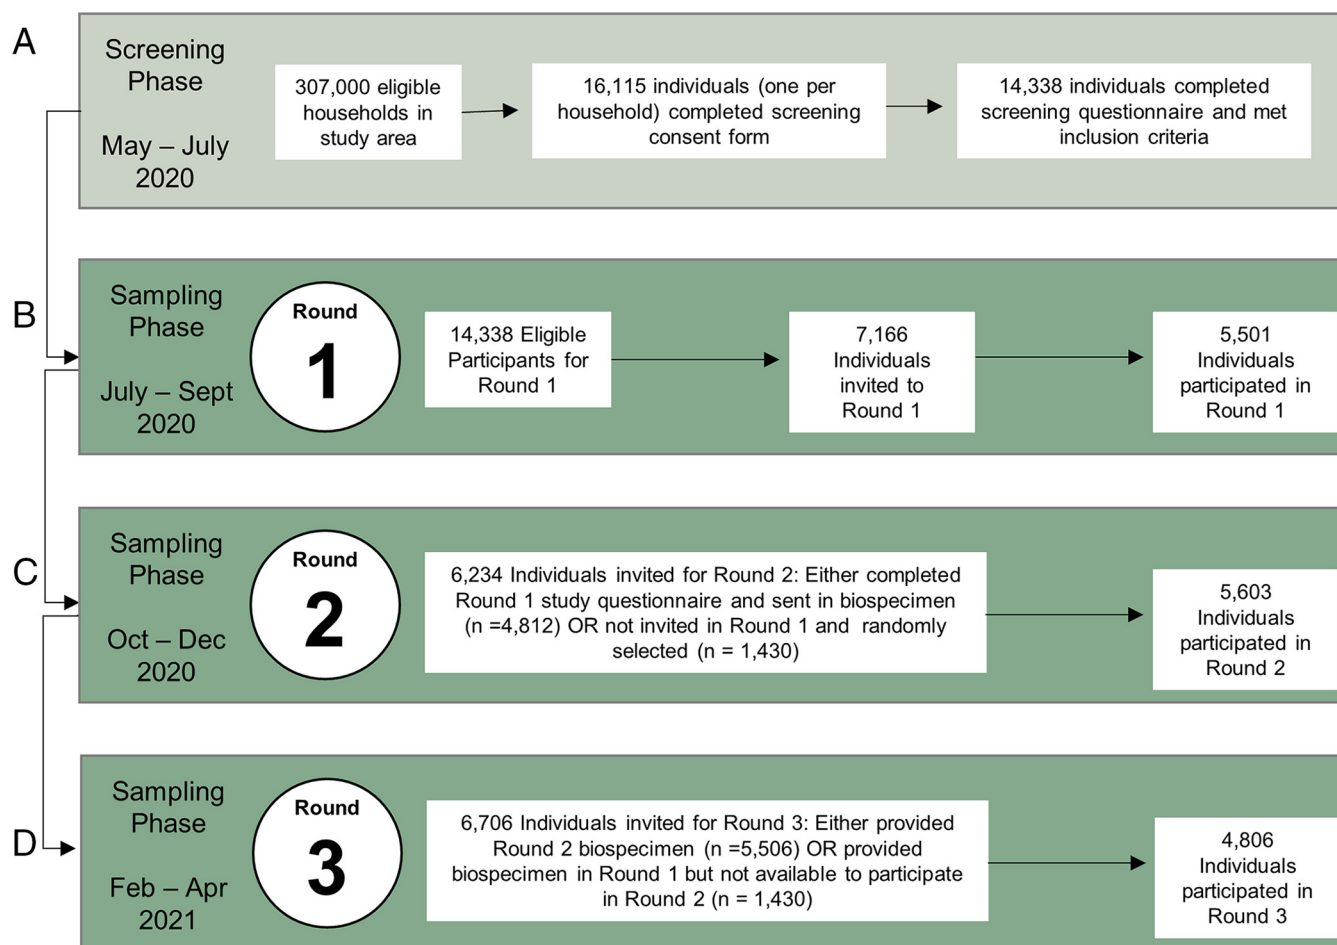 A
Screening
Phase
May – July
2020
307,000 eligible
households in
study area
16,115 individuals (one per
household) completed screening
consent form
14,338 individuals completed
screening questionnaire and met
inclusion criteria
B
Sampling
Phase
July – Sept
2020
Round
1
14,338 Eligible
Participants for
Round 1
7,166
Individuals
invited to
Round 1
5,501
Individuals
participated in
Round 1
C
Sampling
Phase
Oct – Dec
2020
Round
2
6,234 Individuals invited for Round 2: Either completed
Round 1 study questionnaire and sent in biospecimen
(n =4,812) OR not invited in Round 1 and randomly
selected (n = 1,430)
5,603
Individuals
participated in
Round 2
D
Sampling
Phase
Feb – Apr
2021
Round
3
6,706 Individuals invited for Round 3: Either provided
Round 2 biospecimen (n =5,506) OR provided
biospecimen in Round 1 but not available to participate
in Round 2 (n = 1,430)
4,806
Individuals
participated in
Round 3